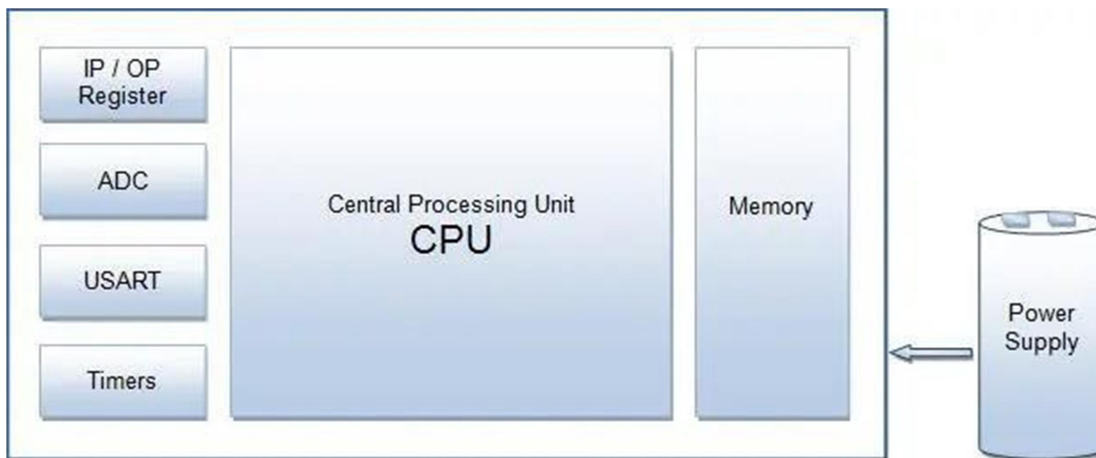 IP / OP
Register
ADC
USART
Timers
Central Processing Unit
CPU
Memory
Power
Supply